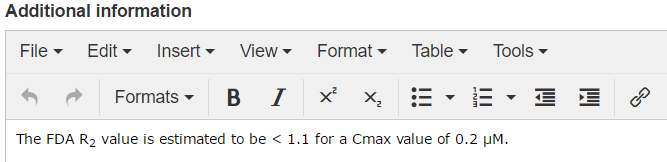 Additional information
File Edit Insert View Format Table Tools
Formats B I X² X₂
The FDA R₂ value is estimated to be < 1.1 for a Cmax value of 0.2 µM.